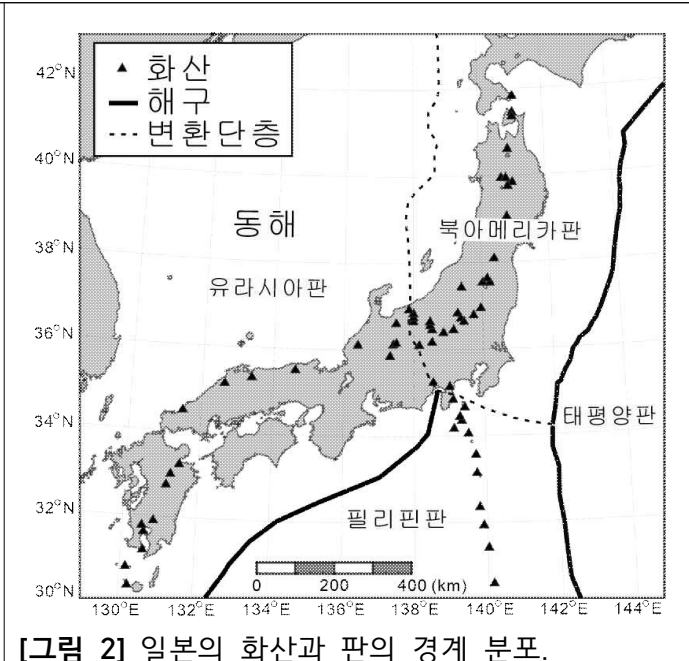 ▲ 화산
해구
변환단층
42°N
40°N
38°N
36°N
34°N
32°N
30°N
동해
유라시아판
북아메리카판
태평양판
필리핀판
0 200 400 (km)
130°E 132°E 134°E 136°E 138°E 140°E 142°E 144°E
[그림 2] 일본의 화산과 판의 경계 분포.